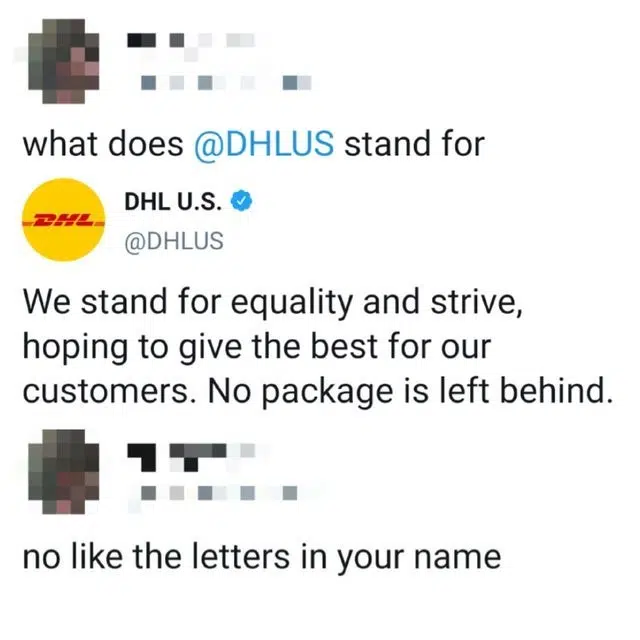 what does @DHLUS stand for
DHL
DHL U.S.
@DHLUS
We stand for equality and strive,
hoping to give the best for our
customers. No package is left behind.
no like the letters in your name